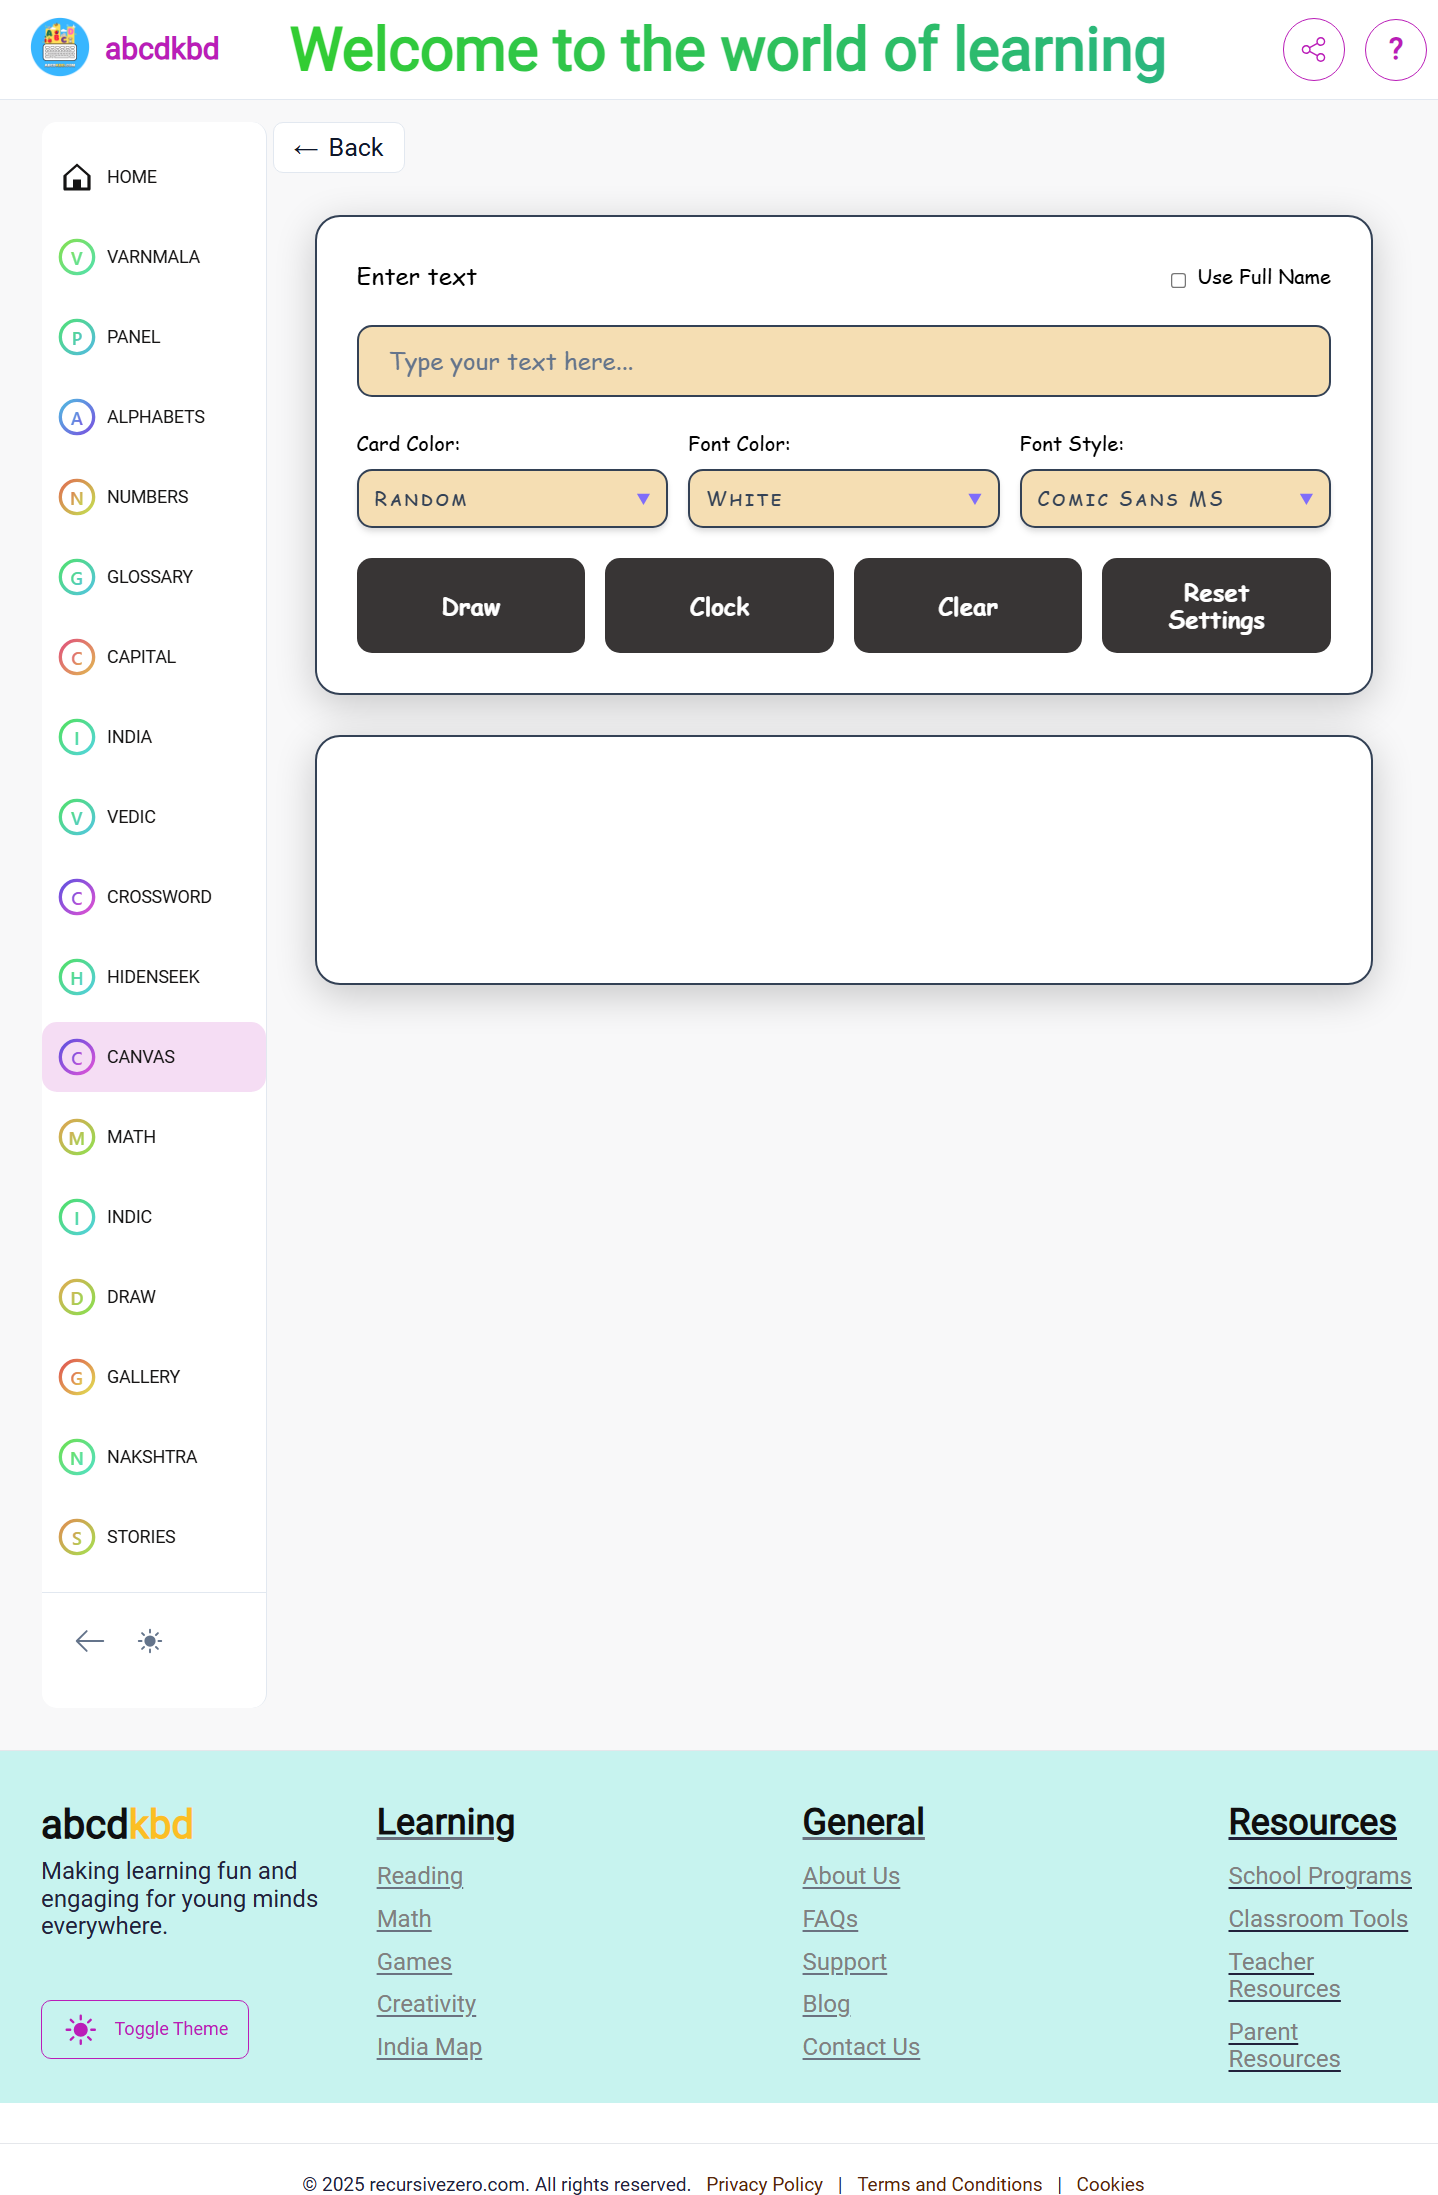 abcdkbd
Welcome to the world of learning
?
HOME
← Back
V VARNMALA
P PANEL
A ALPHABETS
N NUMBERS
G GLOSSARY
C CAPITAL
I INDIA
V VEDIC
C CROSSWORD
H HIDENSEEK
C CANVAS
M MATH
I INDIC
D DRAW
G GALLERY
N NAKSHTRA
S STORIES
Enter text
Use Full Name
Type your text here...
Card Color:
Font Color:
Font Style:
Random
White
Comic Sans MS
Draw
Clock
Clear
Reset
Settings
abcdkbd
Making learning fun and
engaging for young minds
everywhere.
Toggle Theme
Learning
Reading
Math
Games
Creativity
India Map
General
About Us
FAQs
Support
Blog
Contact Us
Resources
School Programs
Classroom Tools
Teacher
Resources
Parent
Resources
© 2025 recursivezero.com. All rights reserved. Privacy Policy | Terms and Conditions | Cookies